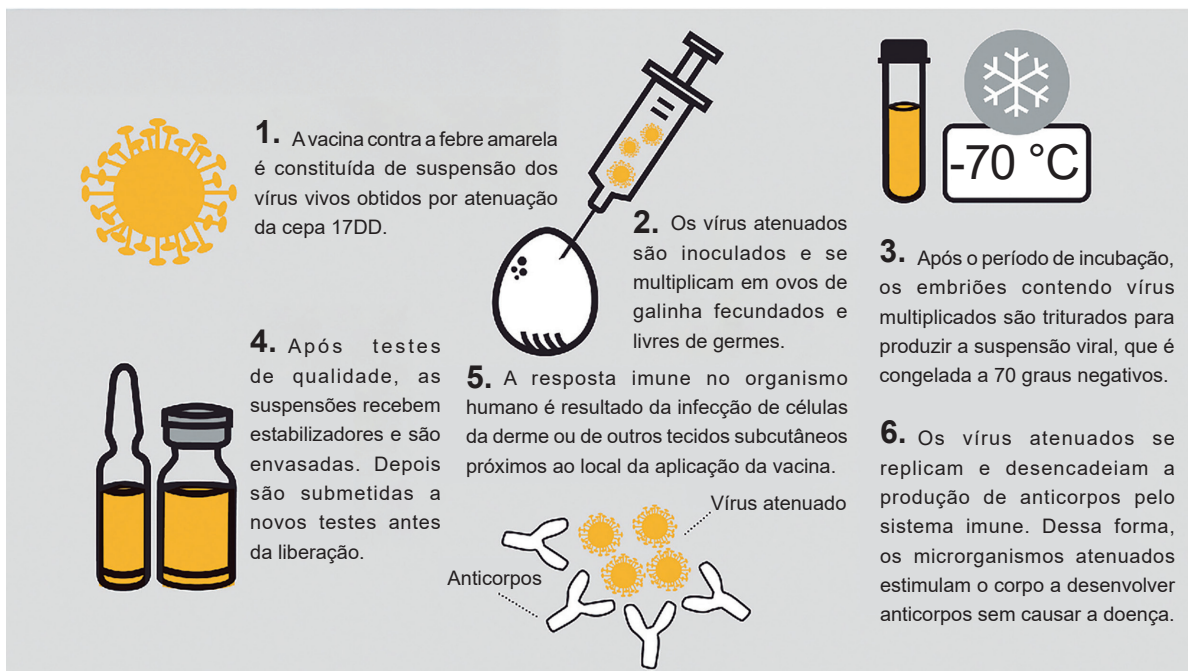 1. A vacina contra a febre amarela
é constituída de suspensão dos
vírus vivos obtidos por atenuação
da cepa 17DD.
2. Os vírus atenuados
são inoculados e se
multiplicam em ovos de
galinha fecundados e
livres de germes.
-70 °C
3. Após o período de incubação,
os embriões contendo vírus
multiplicados são triturados para
produzir a suspensão viral, que é
congelada a 70 graus negativos.
4. Após testes
de qualidade, as
suspensões recebem
estabilizadores e são
envasadas. Depois
são submetidas a
novos testes antes
da liberação.
5. A resposta imune no organismo
humano é resultado da infecção de células
da derme ou de outros tecidos subcutâneos
próximos ao local da aplicação da vacina.
Vírus atenuado
Anticorpos
6. Os vírus atenuados se
replicam e desencadeiam a
produção de anticorpos pelo
sistema imune. Dessa forma,
os microrganismos atenuados
estimulam o corpo a desenvolver
anticorpos sem causar a doença.